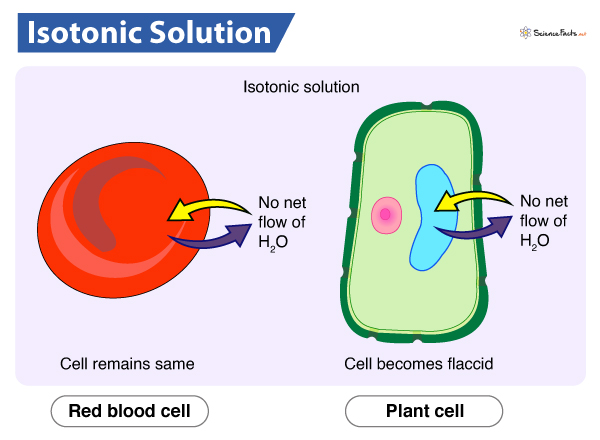 Isotonic Solution
ScienceFacts.net
Isotonic solution
No net
flow of
H₂O
No net
flow of
H₂O
Cell remains same
Cell becomes flaccid
Red blood cell
Plant cell